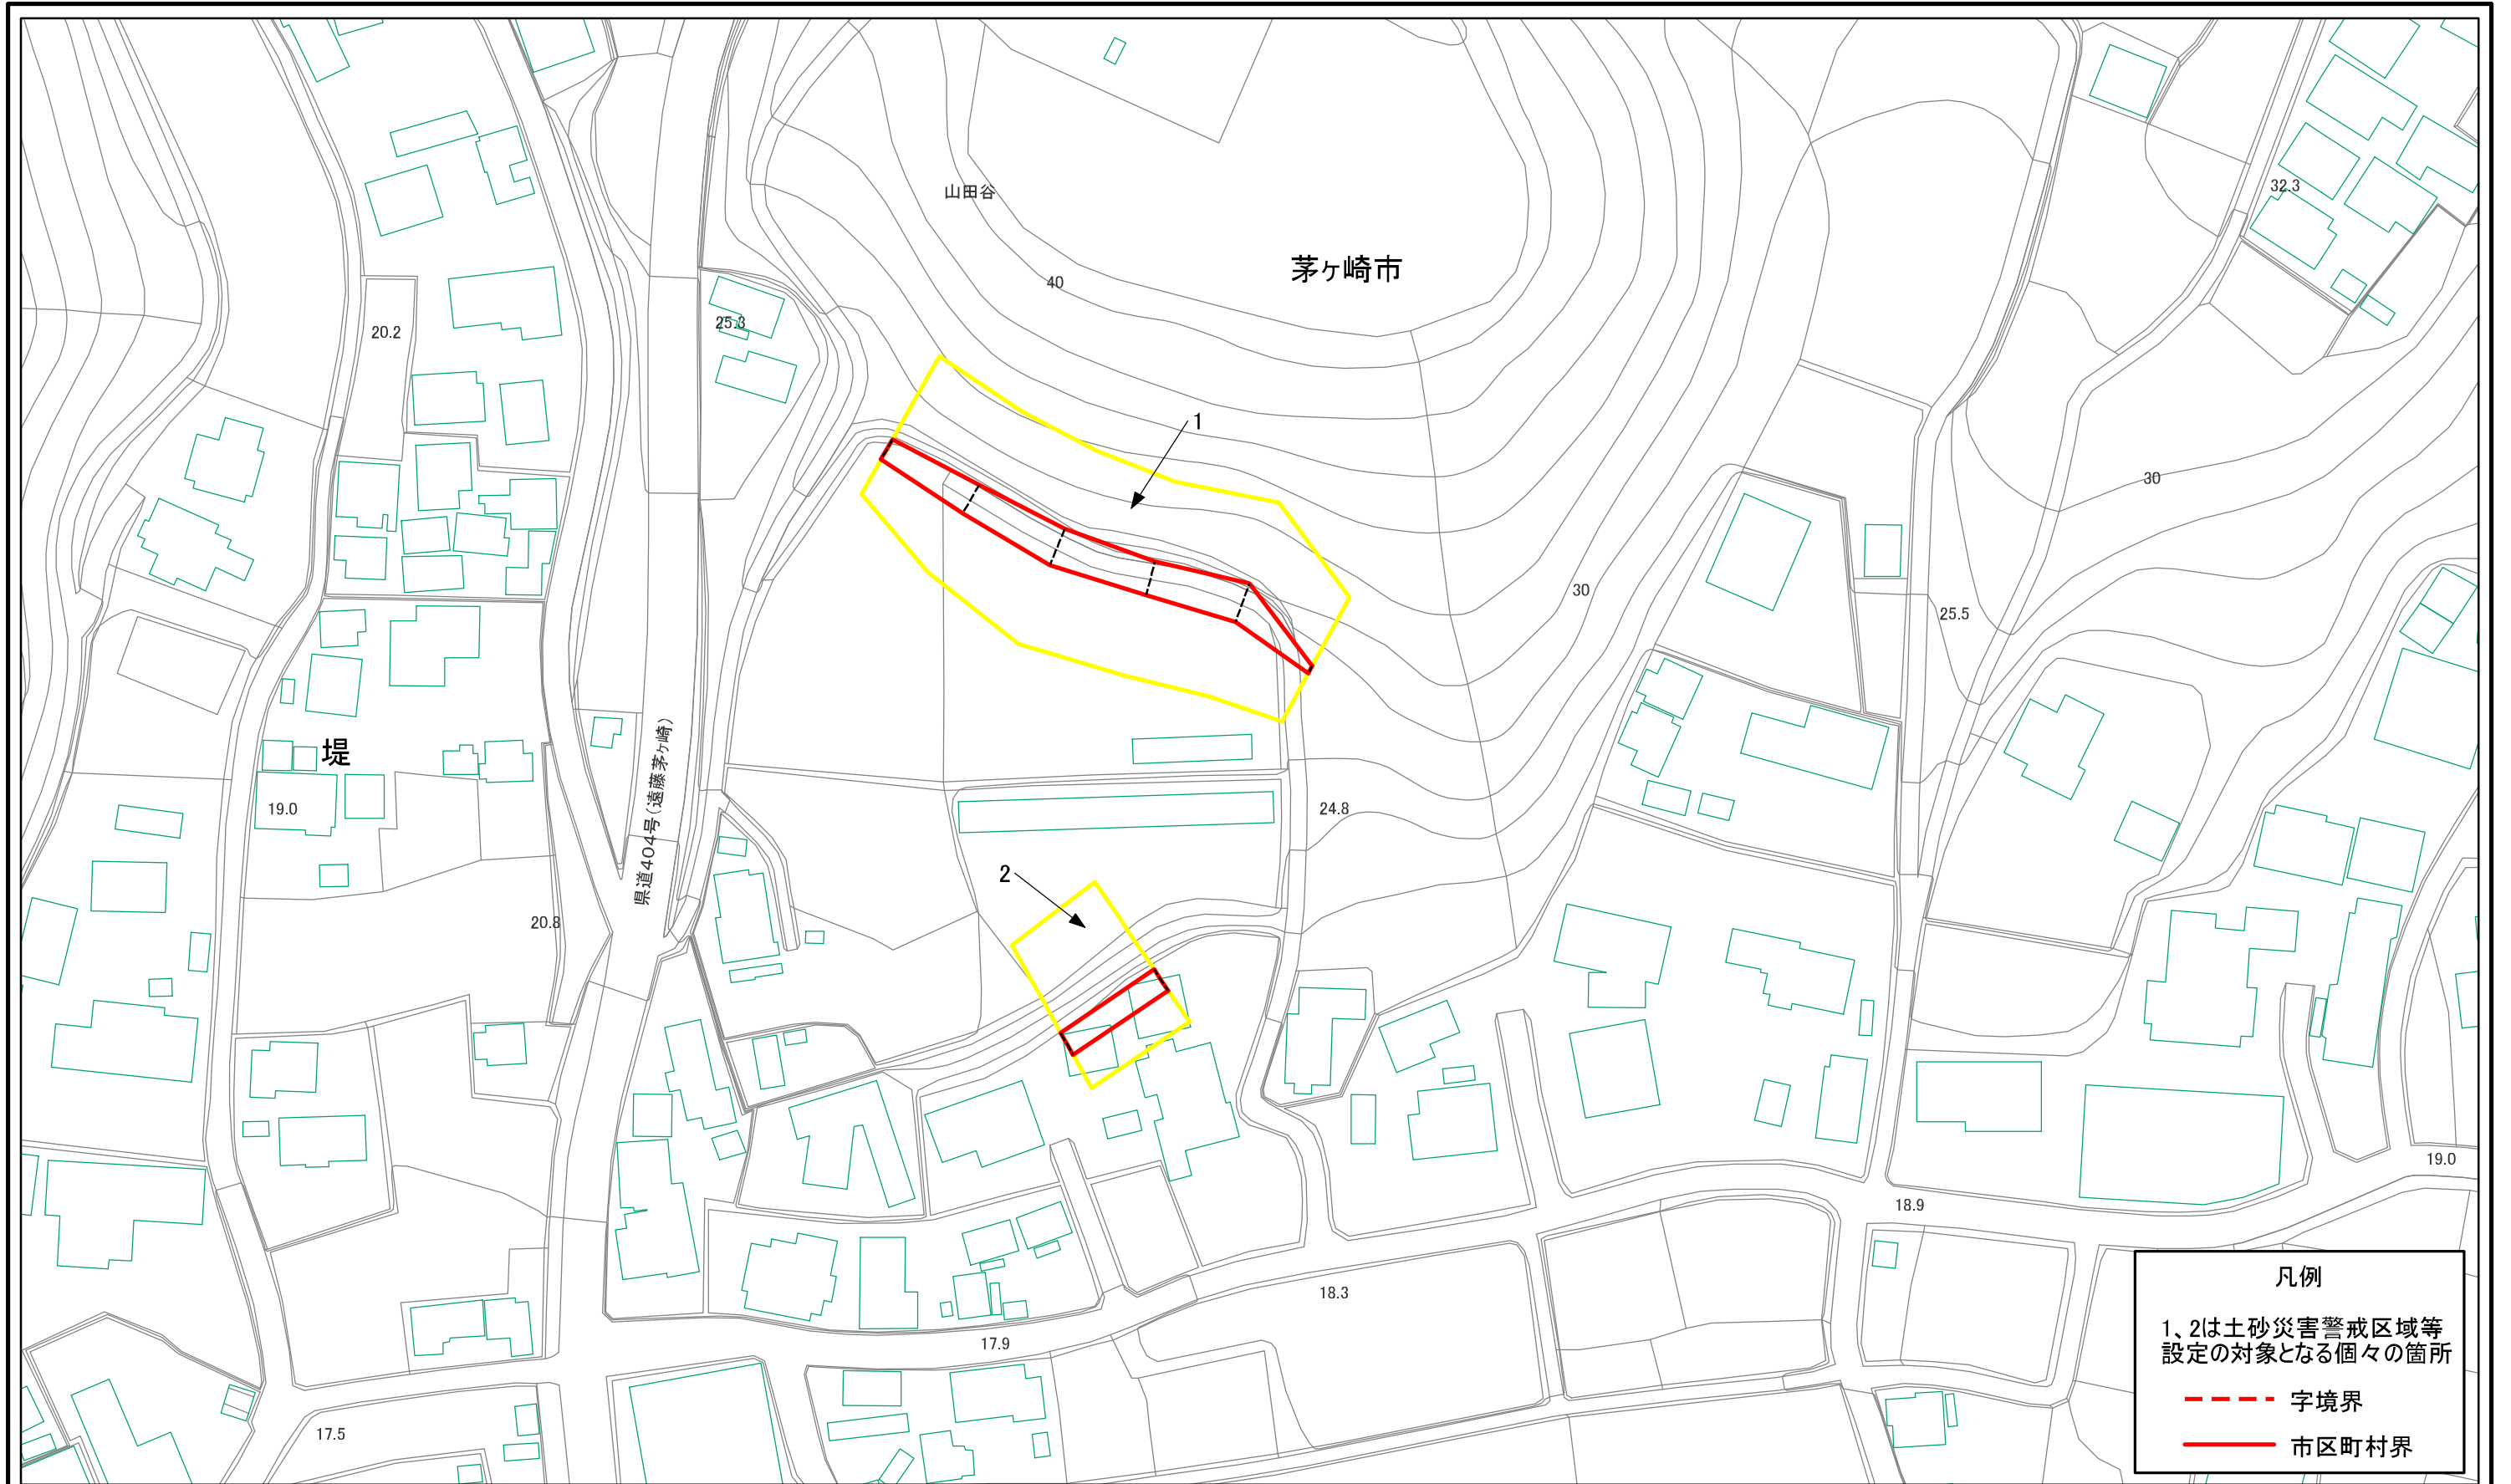 山田谷
32.3
茅ヶ崎市
40
25.3
20.2
1
30
30
25.5
県道404号(遠藤茅ヶ崎)
堤
19.0
24.8
2
20.8
19.0
18.9
18.3
17.9
17.5
凡例
1、2は土砂災害警戒区域等
設定の対象となる個々の箇所
字境界
市区町村界